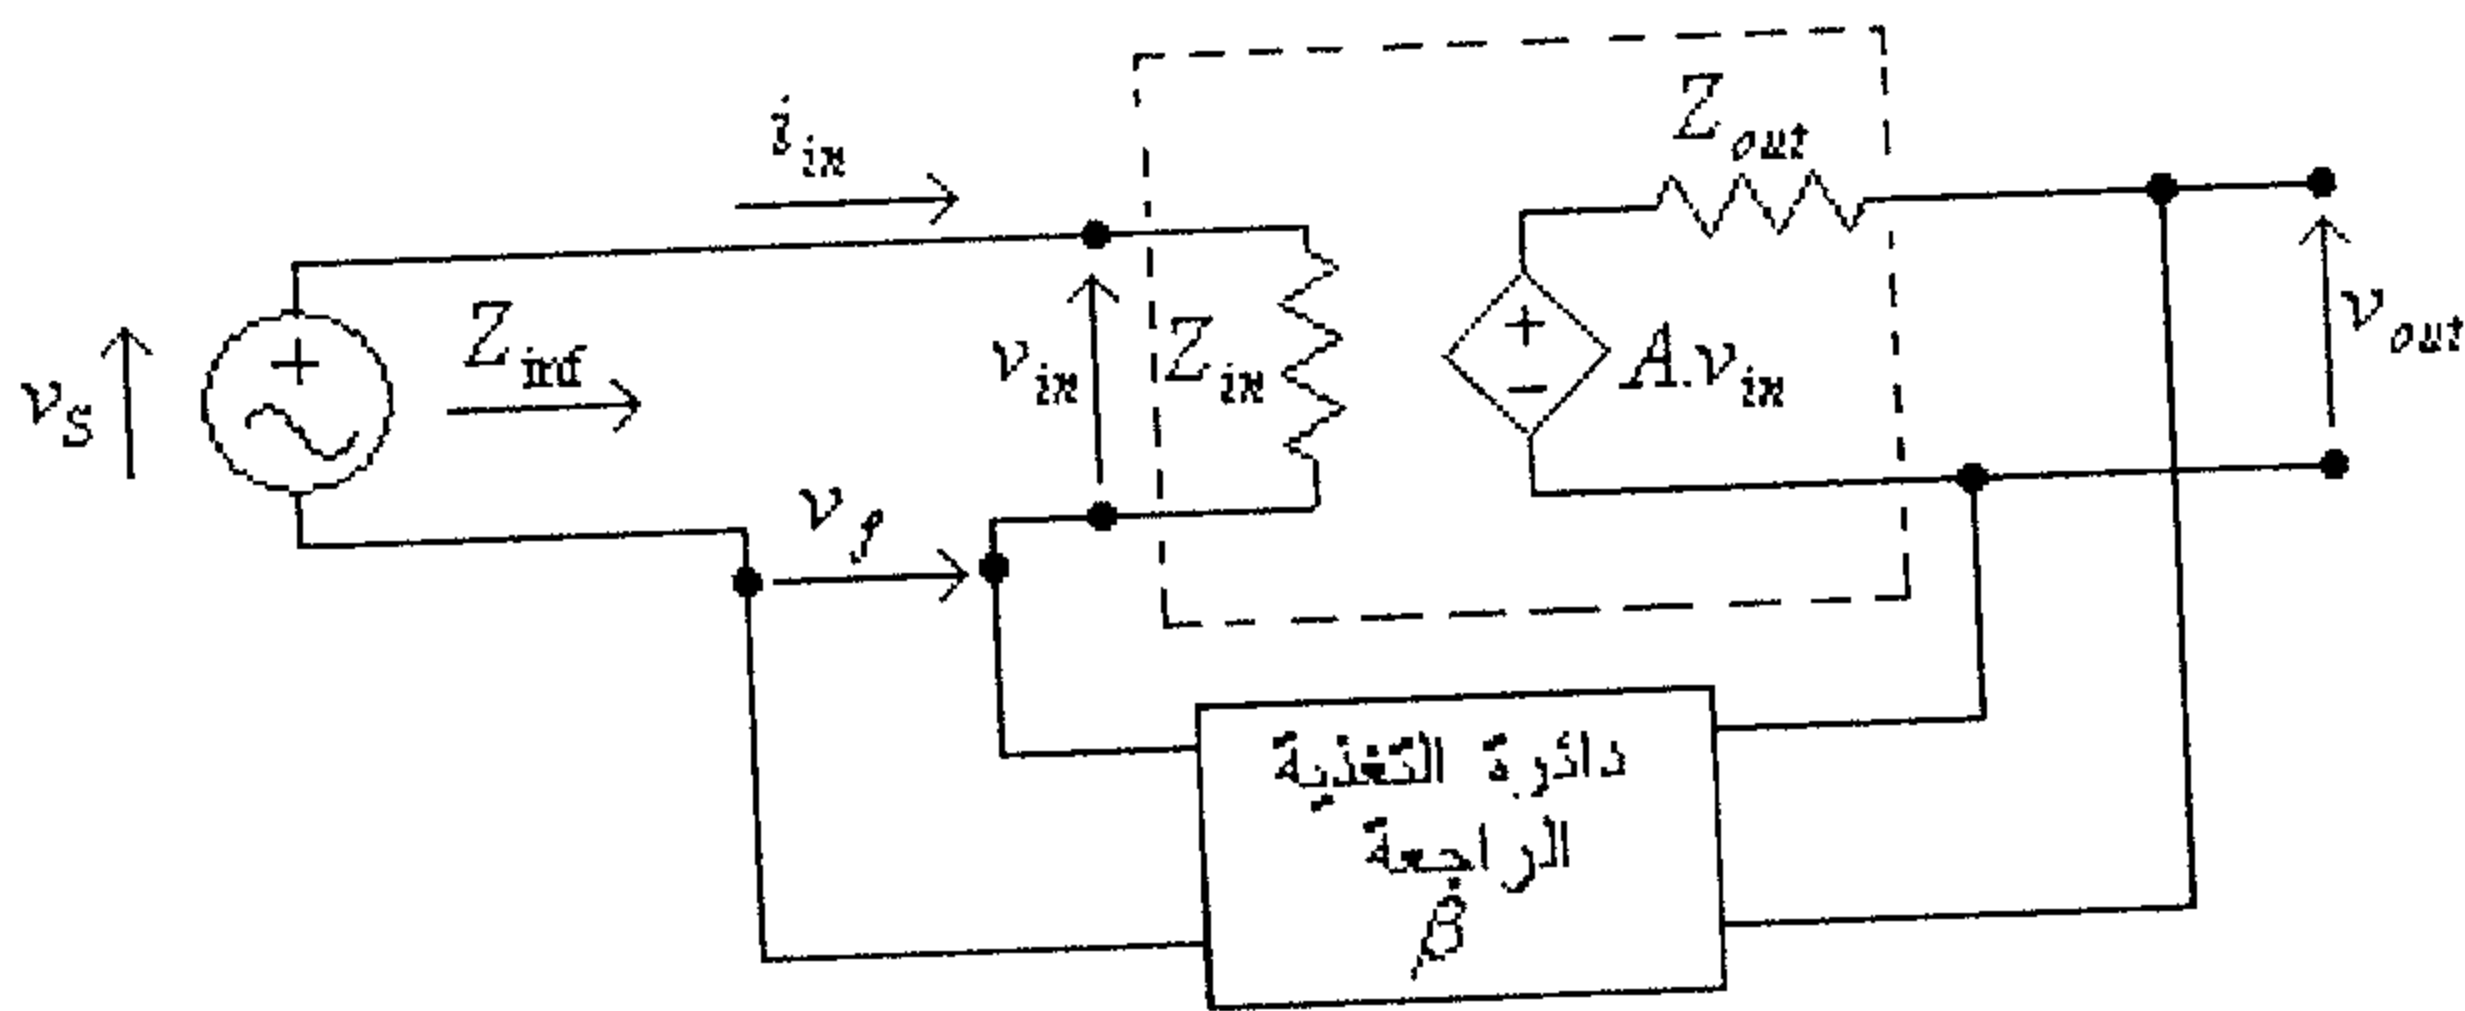 Z_out
i_in
v_S
Z_inf
v_in
Z_in
+
−
A.v_in
v_out
v_f
دائرة التغذية
الراجعة
β